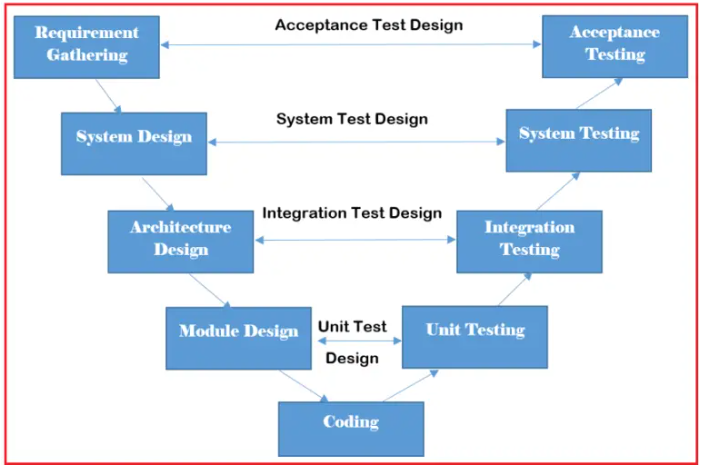 Requirement
Gathering
Acceptance Test Design
Acceptance
Testing
System Design
System Test Design
System Testing
Architecture
Design
Integration Test Design
Integration
Testing
Module Design
Unit Test
Design
Unit Testing
Coding